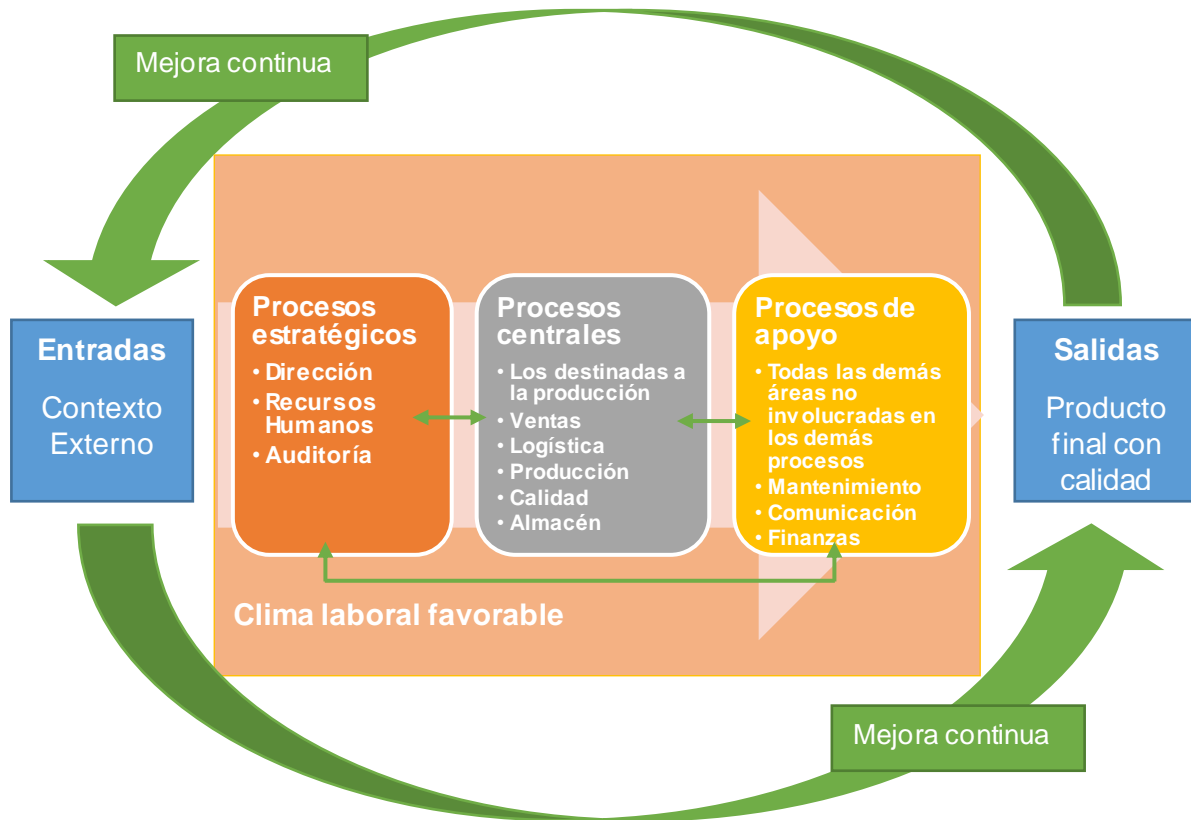 Mejora continua
Entradas
Contexto
Externo
Procesos
estratégicos
• Dirección
• Recursos
Humanos
• Auditoría
Procesos
centrales
• Los destinadas a
la producción
• Ventas
• Logística
• Producción
• Calidad
• Almacén
Procesos de
apoyo
• Todas las demás
áreas no
involucradas en
los demás
procesos
• Mantenimiento
• Comunicación
• Finanzas
Salidas
Producto
final con
calidad
Clima laboral favorable
Mejora continua